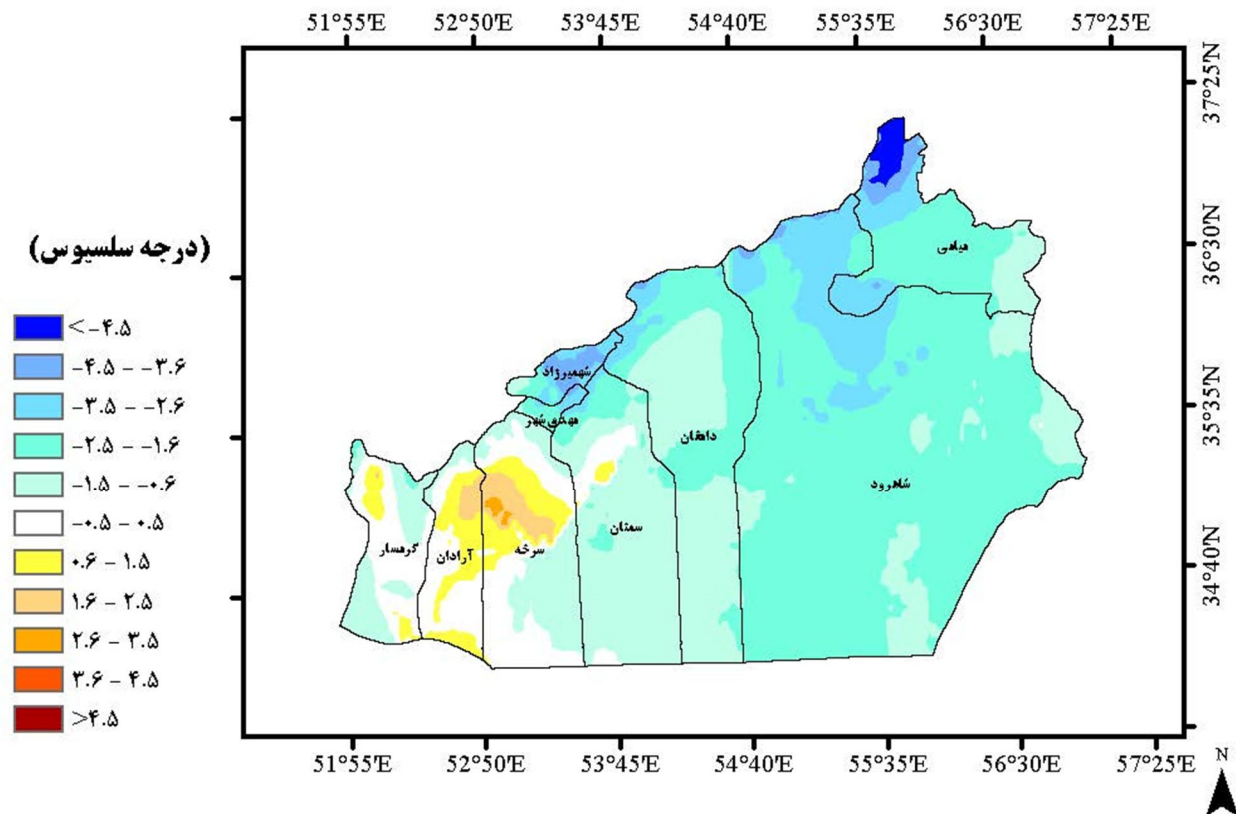 51°55'E 52°50'E 53°45'E 54°40'E 55°35'E 56°30'E 57°25'E
37°25'N
36°30'N
35°35'N
34°40'N
(درجه سلسیوس)
<-۴.۵
-۴.۵ - -۳.۶
-۳.۵ - -۲.۶
-۲.۵ - -۱.۶
-۱.۵ - -۰.۶
-۰.۵ - ۰.۵
۰.۶ - ۱.۵
۱.۶ - ۲.۵
۲.۶ - ۳.۵
۳.۶ - ۴.۵
>۴.۵
میامی
شهمیرزاد
مهدی شهر
دامغان
شاهرود
سمنان
سرخه
آرادان
گرمسار
51°55'E 52°50'E 53°45'E 54°40'E 55°35'E 56°30'E 57°25'E
N